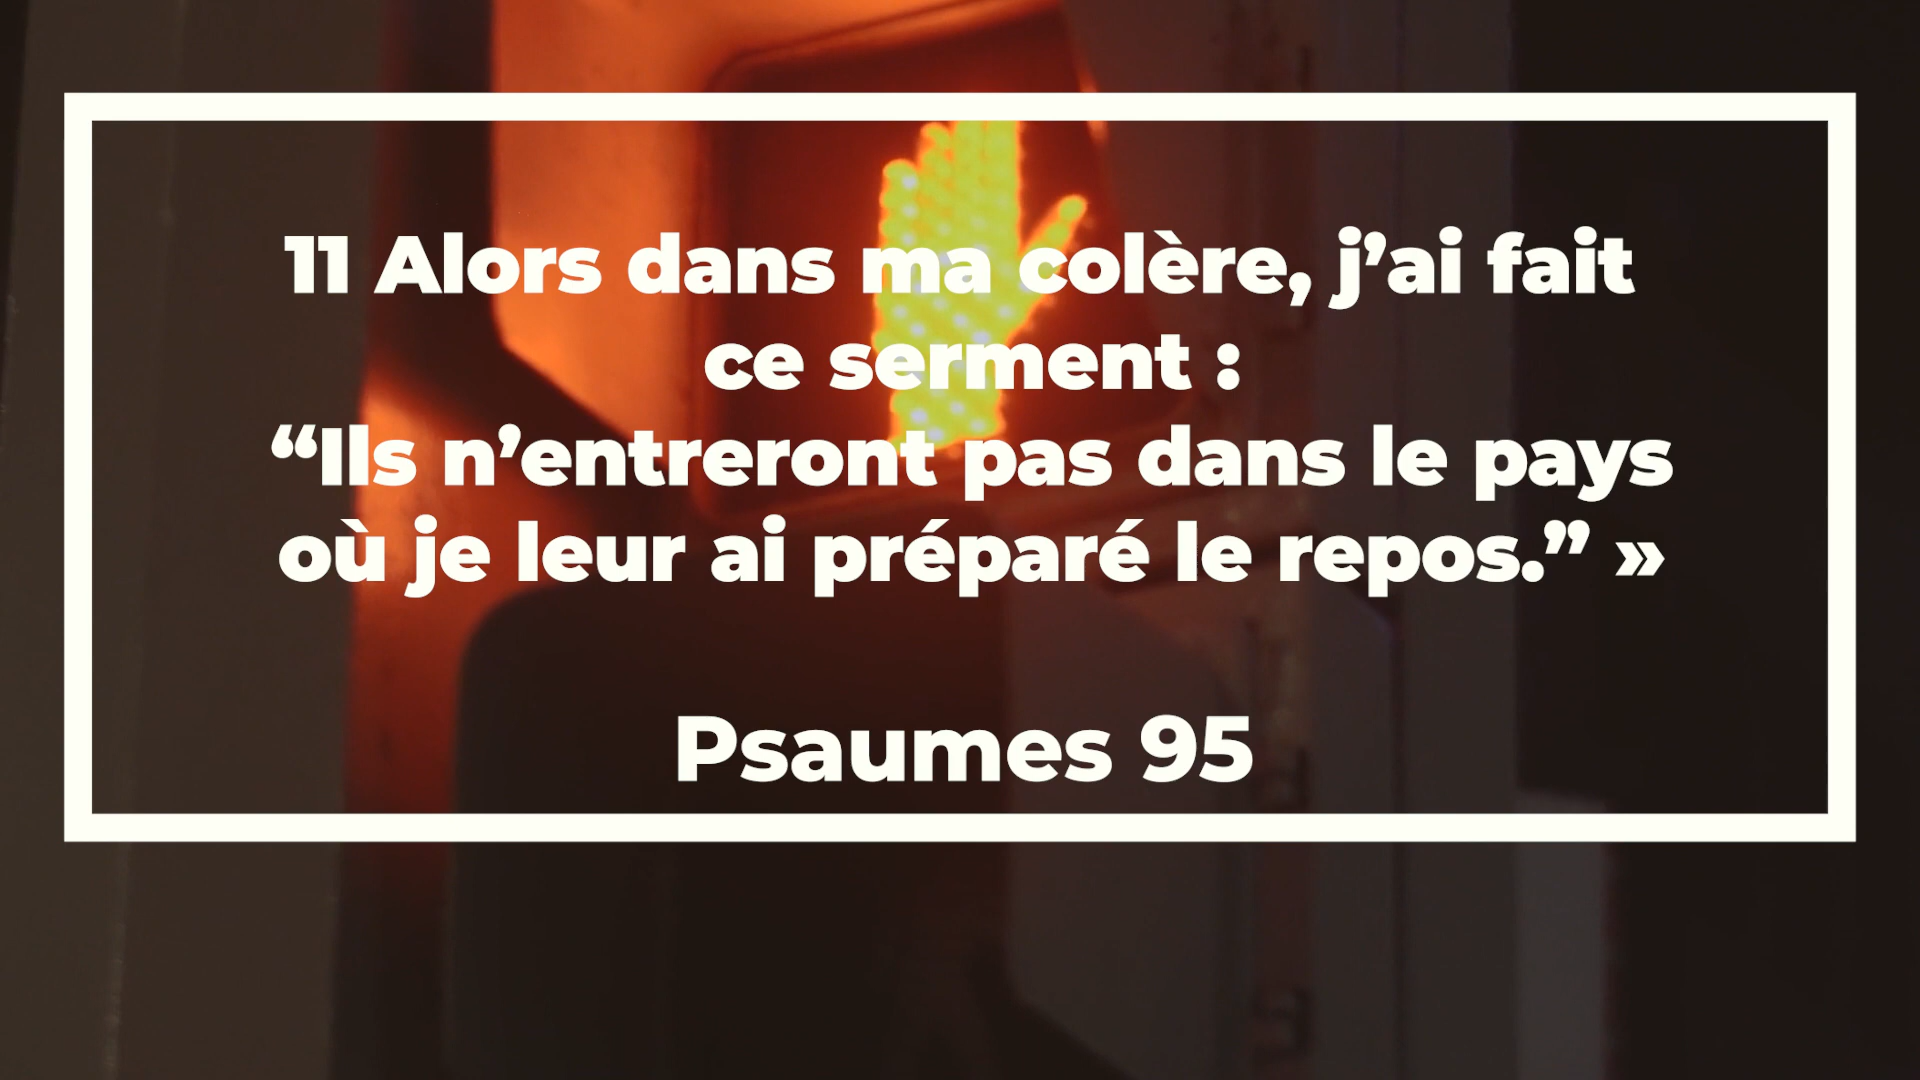 11 Alors dans ma colère, j’ai fait
ce serment :
“Ils n’entreront pas dans le pays
où je leur ai préparé le repos.” »
Psaumes 95